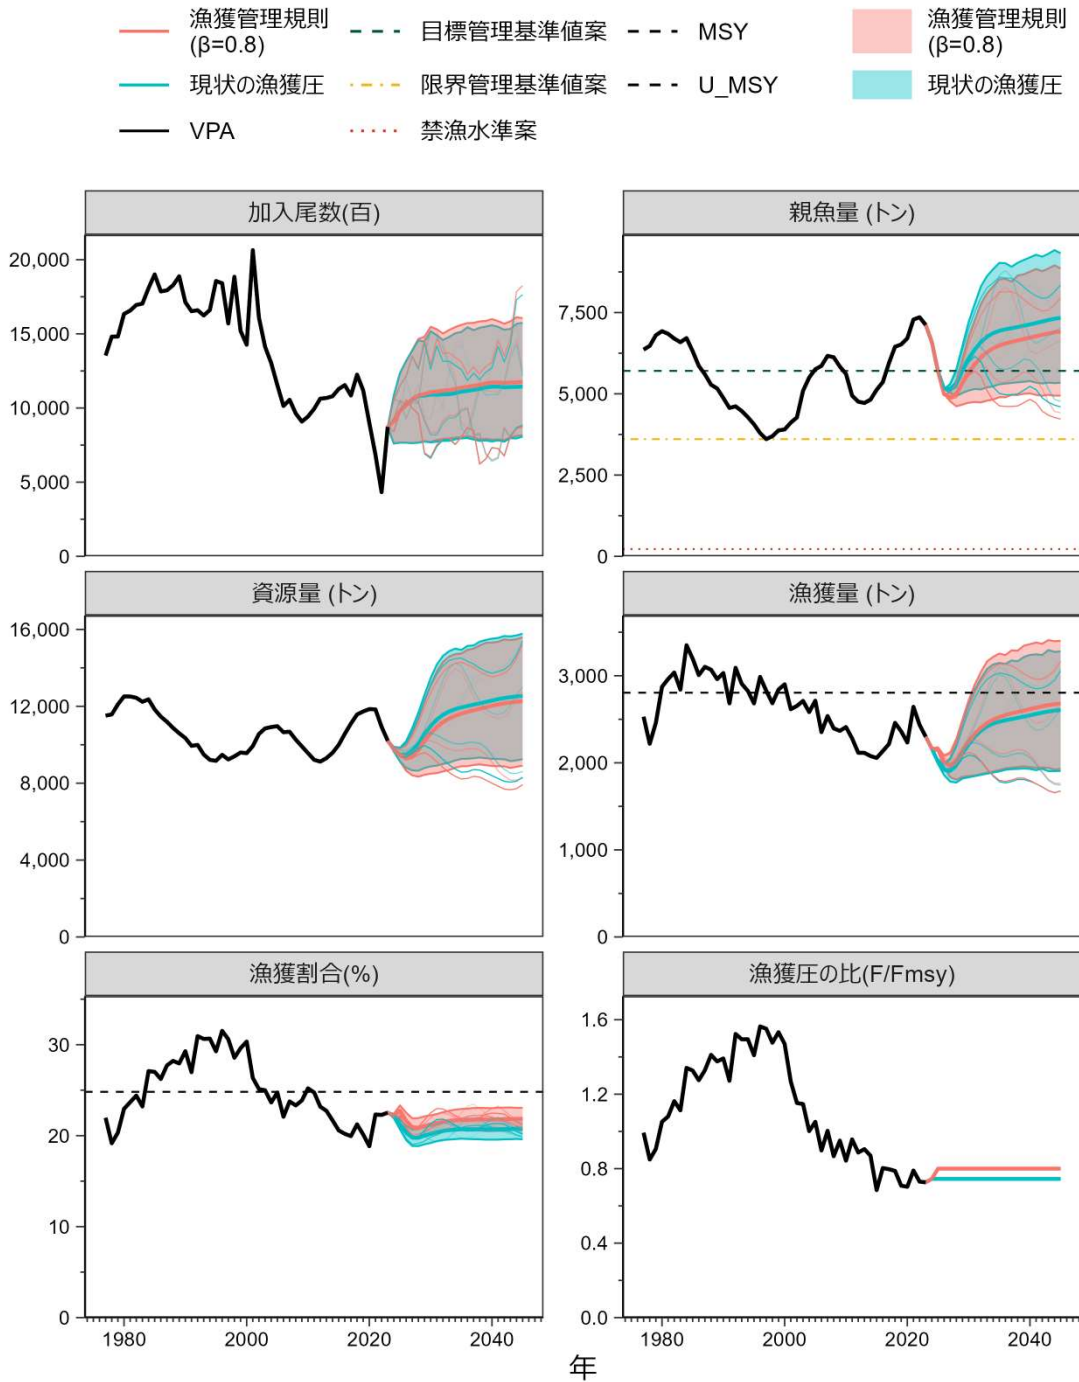 漁獲管理規則
(β=0.8)
目標管理基準値案
MSY
漁獲管理規則
(β=0.8)
現状の漁獲圧
限界管理基準値案
U_MSY
現状の漁獲圧
VPA
禁漁水準案
加入尾数(百)
20,000
15,000
10,000
5,000
0
親魚量 (トン)
7,500
5,000
2,500
0
資源量 (トン)
16,000
12,000
8,000
4,000
0
漁獲量 (トン)
3,000
2,000
1,000
0
漁獲割合(%)
30
20
10
0
1980
2000
2020
2040
漁獲圧の比(F/Fmsy)
1.6
1.2
0.8
0.4
0.0
1980
2000
2020
2040
年